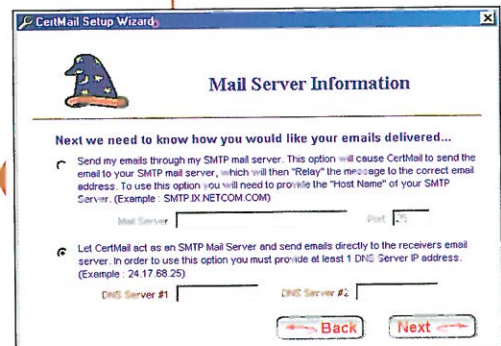 CertMail Setup Wizard
Mail Server Information
Next we need to know how you would like your emails delivered...
Send my emails through my SMTP mail server. This option will cause CertMail to send the
email to your SMTP mail server, which will then "Relay" the message to the correct email
address. To use this option you will need to provide the "Host Name" of your SMTP
Server. (Example : SMTP.IX.NETCOM.COM)
Mail Server Port 25
Let CertMail act as an SMTP Mail Server and send emails directly to the receivers email
server. In order to use this option you must provide at least 1 DNS Server IP address.
(Example : 24.17.68.25)
DNS Server #1 DNS Server #2
Back Next